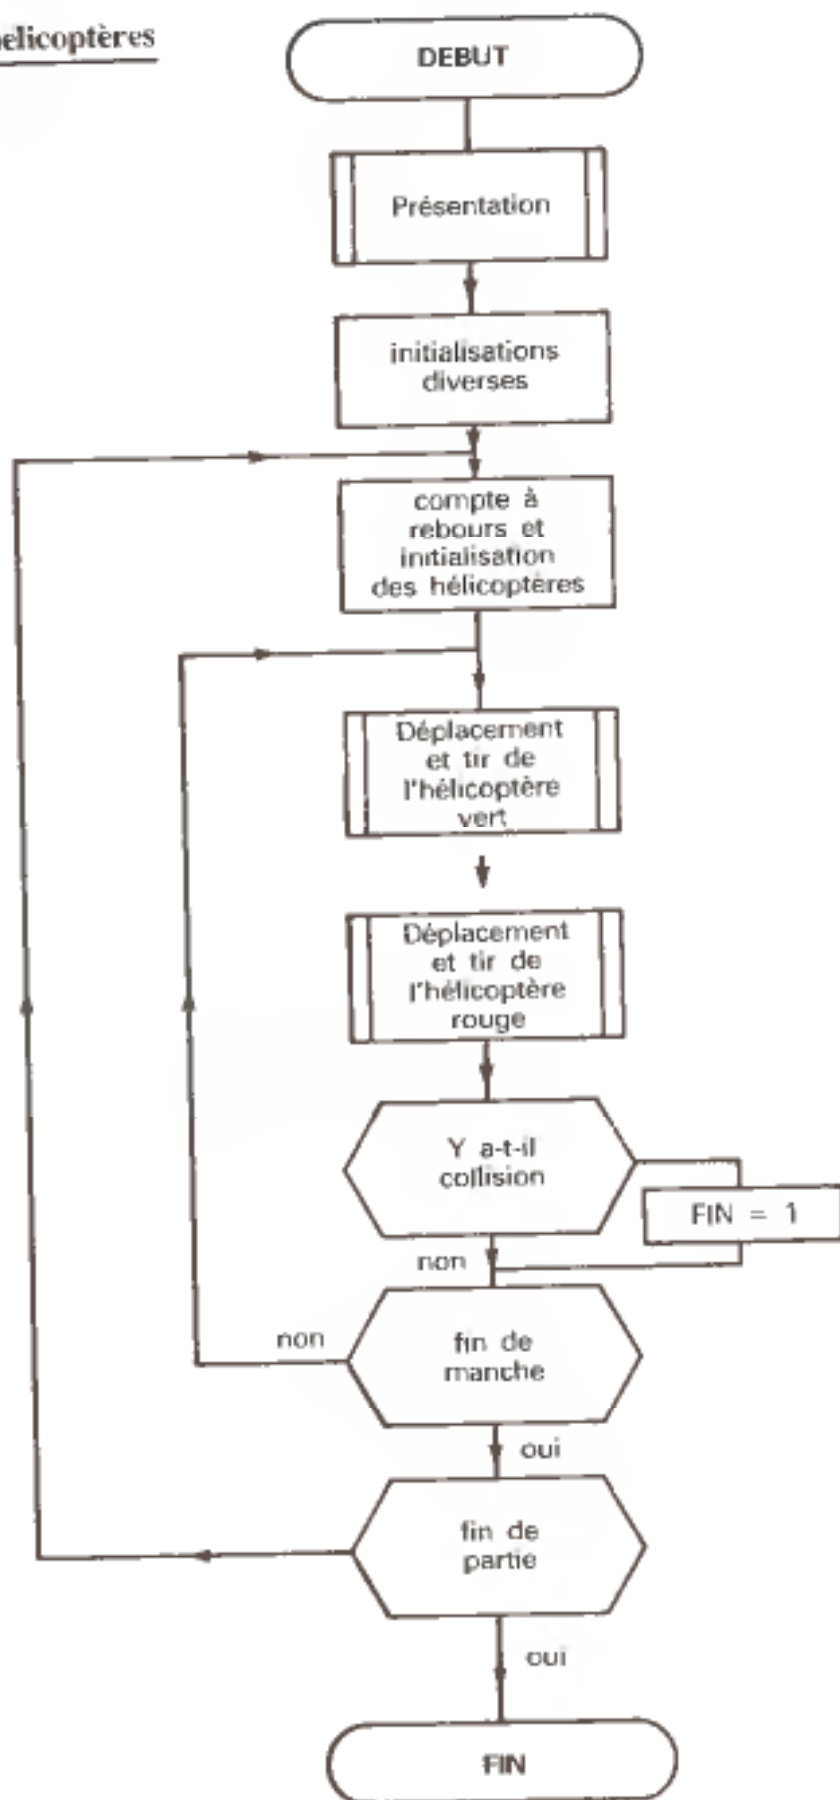 hélicoptères
DEBUT
Présentation
initialisations
diverses
compte à
rebours et
initialisation
des hélicoptères
Déplacement
et tir de
l'hélicoptère
vert
Déplacement
et tir de
l'hélicoptère
rouge
Y a-t-il
collision
FIN = 1
non
non
fin de
manche
oui
fin de
partie
oui
FIN